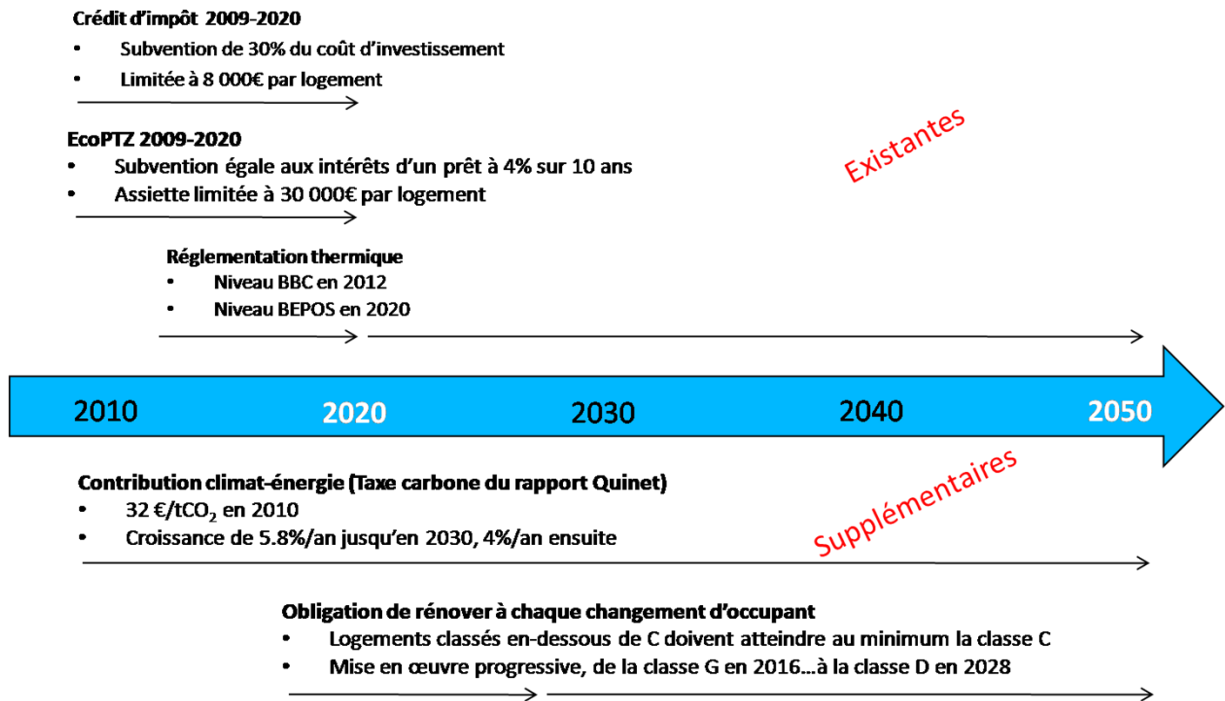 Crédit d'impôt 2009-2020
• Subvention de 30% du coût d'investissement
• Limitée à 8 000€ par logement
EcoPTZ 2009-2020
• Subvention égale aux intérêts d'un prêt à 4% sur 10 ans
• Assiette limitée à 30 000€ par logement
Existantes
Réglementation thermique
• Niveau BBC en 2012
• Niveau BEPOS en 2020
2010 2020 2030 2040 2050
Contribution climat-énergie (Taxe carbone du rapport Quinet)
• 32 €/tCO₂ en 2010
• Croissance de 5.8%/an jusqu'en 2030, 4%/an ensuite
Supplémentaires
Obligation de rénover à chaque changement d'occupant
• Logements classés en-dessous de C doivent atteindre au minimum la classe C
• Mise en œuvre progressive, de la classe G en 2016...à la classe D en 2028